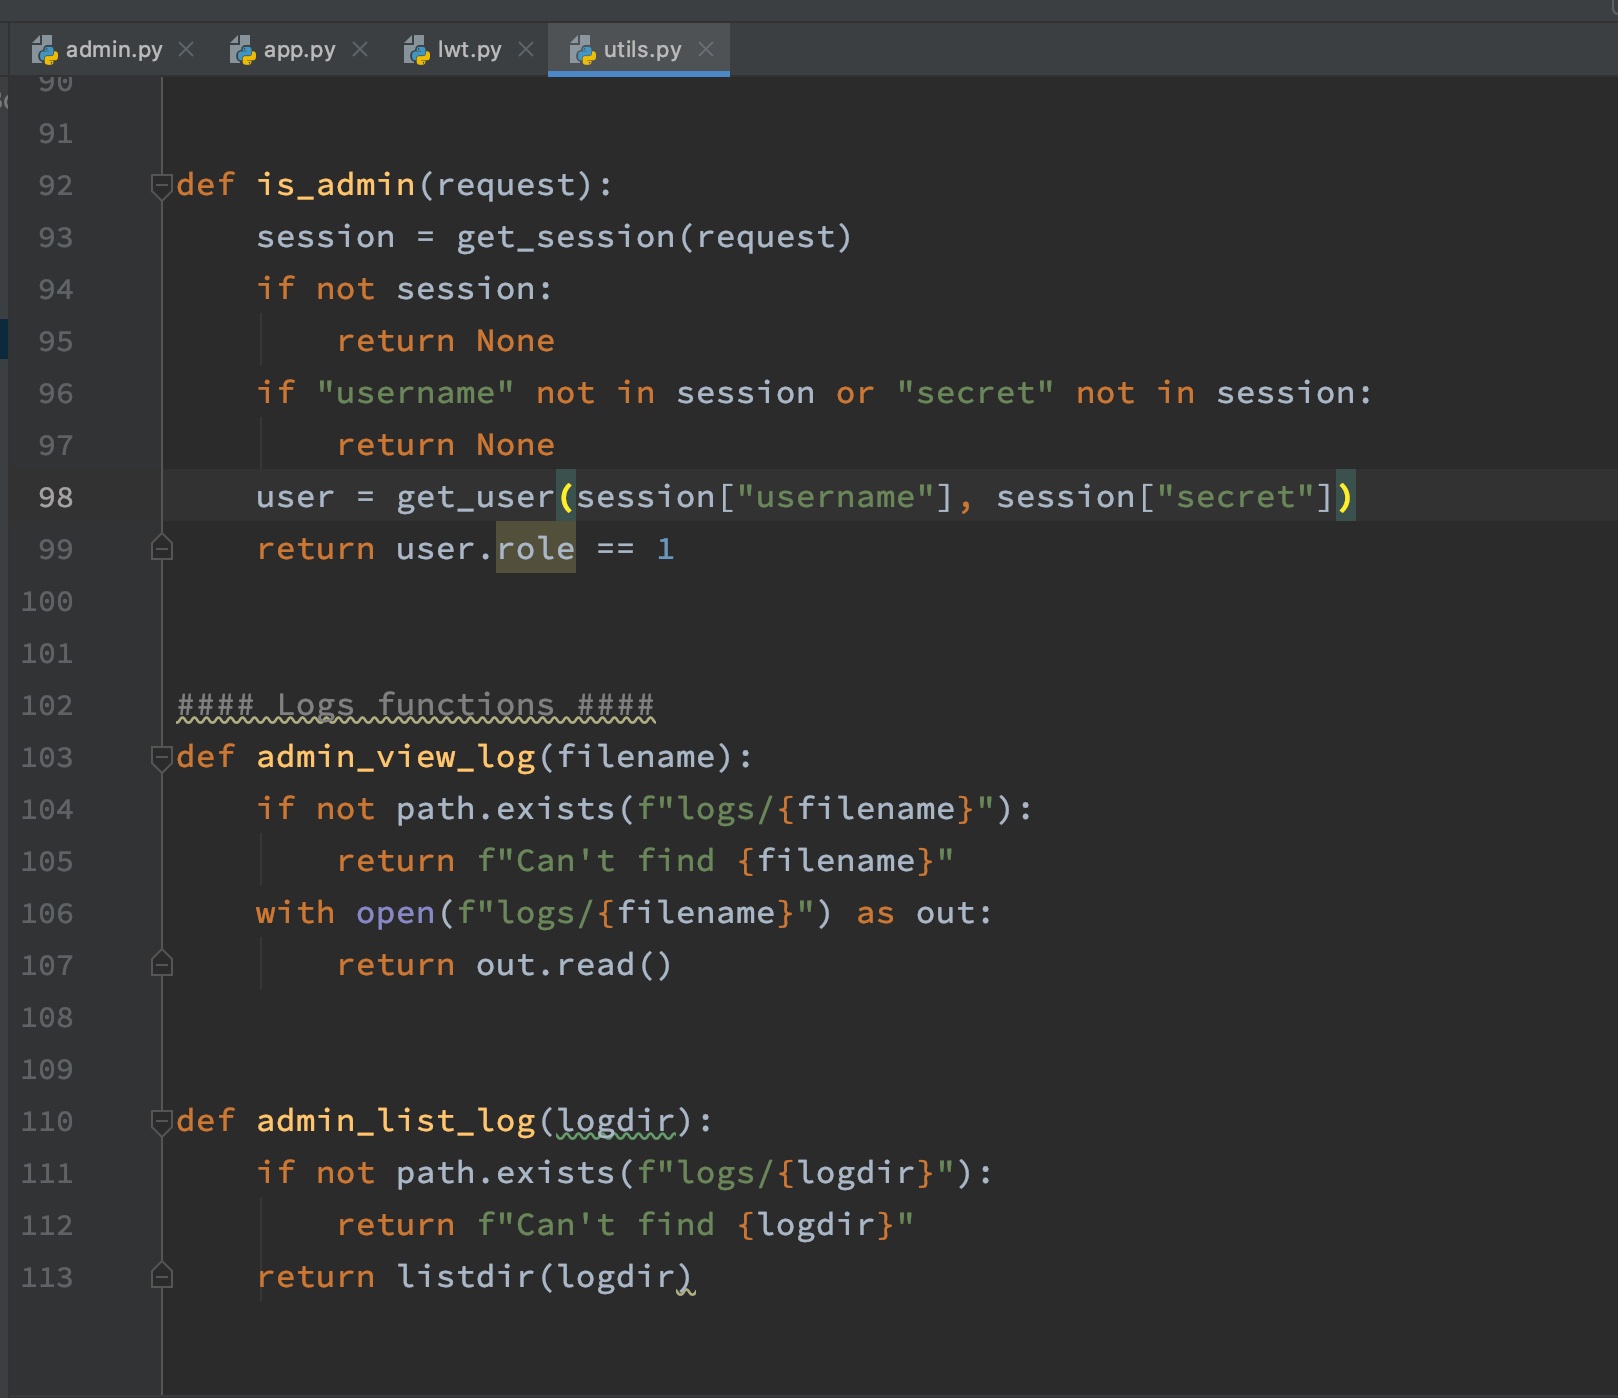 admin.py app.py lwt.py utils.py
90
91
92 def is_admin(request):
93     session = get_session(request)
94     if not session:
95         return None
96     if "username" not in session or "secret" not in session:
97         return None
98     user = get_user(session["username"], session["secret"])
99     return user.role == 1
100
101
102 #### Logs functions ####
103 def admin_view_log(filename):
104     if not path.exists(f"logs/{filename}"):
105         return f"Can't find {filename}"
106     with open(f"logs/{filename}") as out:
107         return out.read()
108
109
110 def admin_list_log(logdir):
111     if not path.exists(f"logs/{logdir}"):
112         return f"Can't find {logdir}"
113     return listdir(logdir)